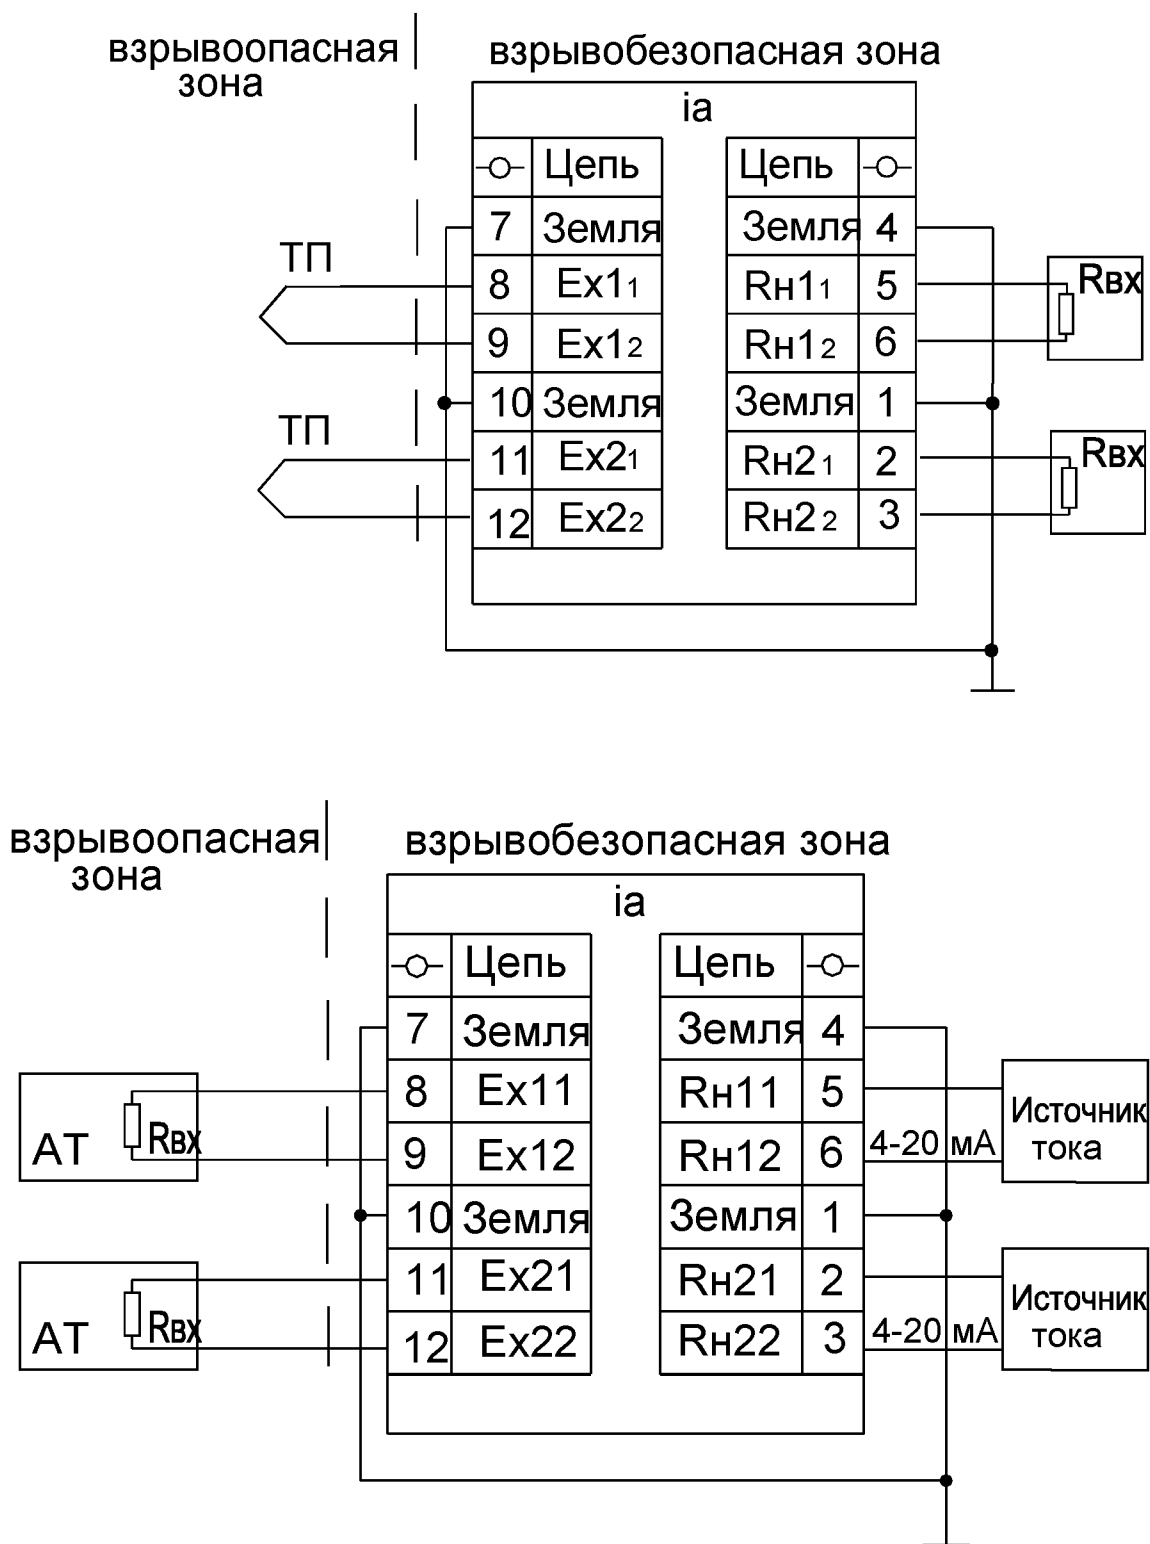 взрывоопасная
зона
взрывобезопасная зона
ia
Цепь
Цепь
7 Земля
Земля 4
ТП
8 Ex1₁
Rн1₁ 5
Rвх
9 Ex1₂
Rн1₂ 6
10 Земля
Земля 1
ТП
11 Ex2₁
Rн2₁ 2
Rвх
12 Ex2₂
Rн2₂ 3
взрывоопасная
зона
взрывобезопасная зона
ia
Цепь
Цепь
7 Земля
Земля 4
8 Ex11
Rн11 5
Источник
тока
АТ Rвх
9 Ex12
Rн12 6
4-20 мА
10 Земля
Земля 1
11 Ex21
Rн21 2
Источник
тока
АТ Rвх
12 Ex22
Rн22 3
4-20 мА